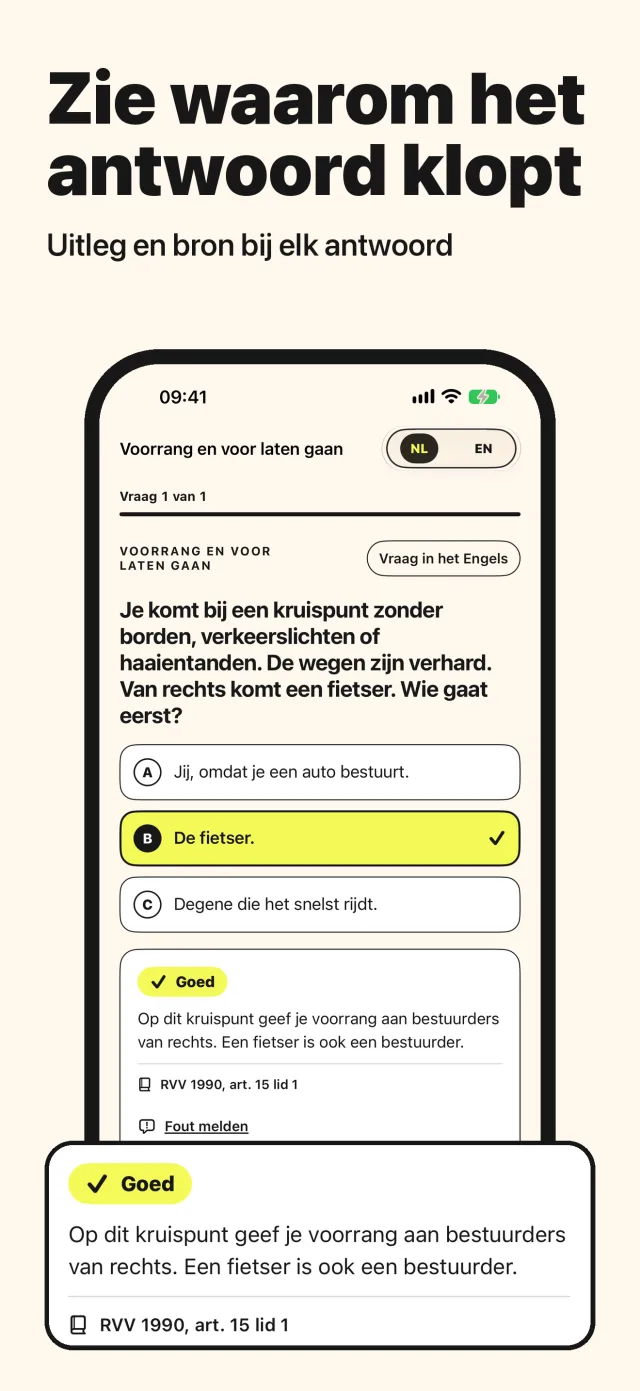 Zie waarom het
antwoord klopt
Uitleg en bron bij elk antwoord
09:41
Voorrang en voor laten gaan
NL EN
Vraag 1 van 1
VOORRANG EN VOOR
LATEN GAAN
Vraag in het Engels
Je komt bij een kruispunt zonder
borden, verkeerslichten of
haaientanden. De wegen zijn verhard.
Van rechts komt een fietser. Wie gaat
eerst?
A Jij, omdat je een auto bestuurt.
B De fietser.
C Degene die het snelst rijdt.
Goed
Op dit kruispunt geef je voorrang aan bestuurders
van rechts. Een fietser is ook een bestuurder.
RVV 1990, art. 15 lid 1
Fout melden
Goed
Op dit kruispunt geef je voorrang aan bestuurders
van rechts. Een fietser is ook een bestuurder.
RVV 1990, art. 15 lid 1